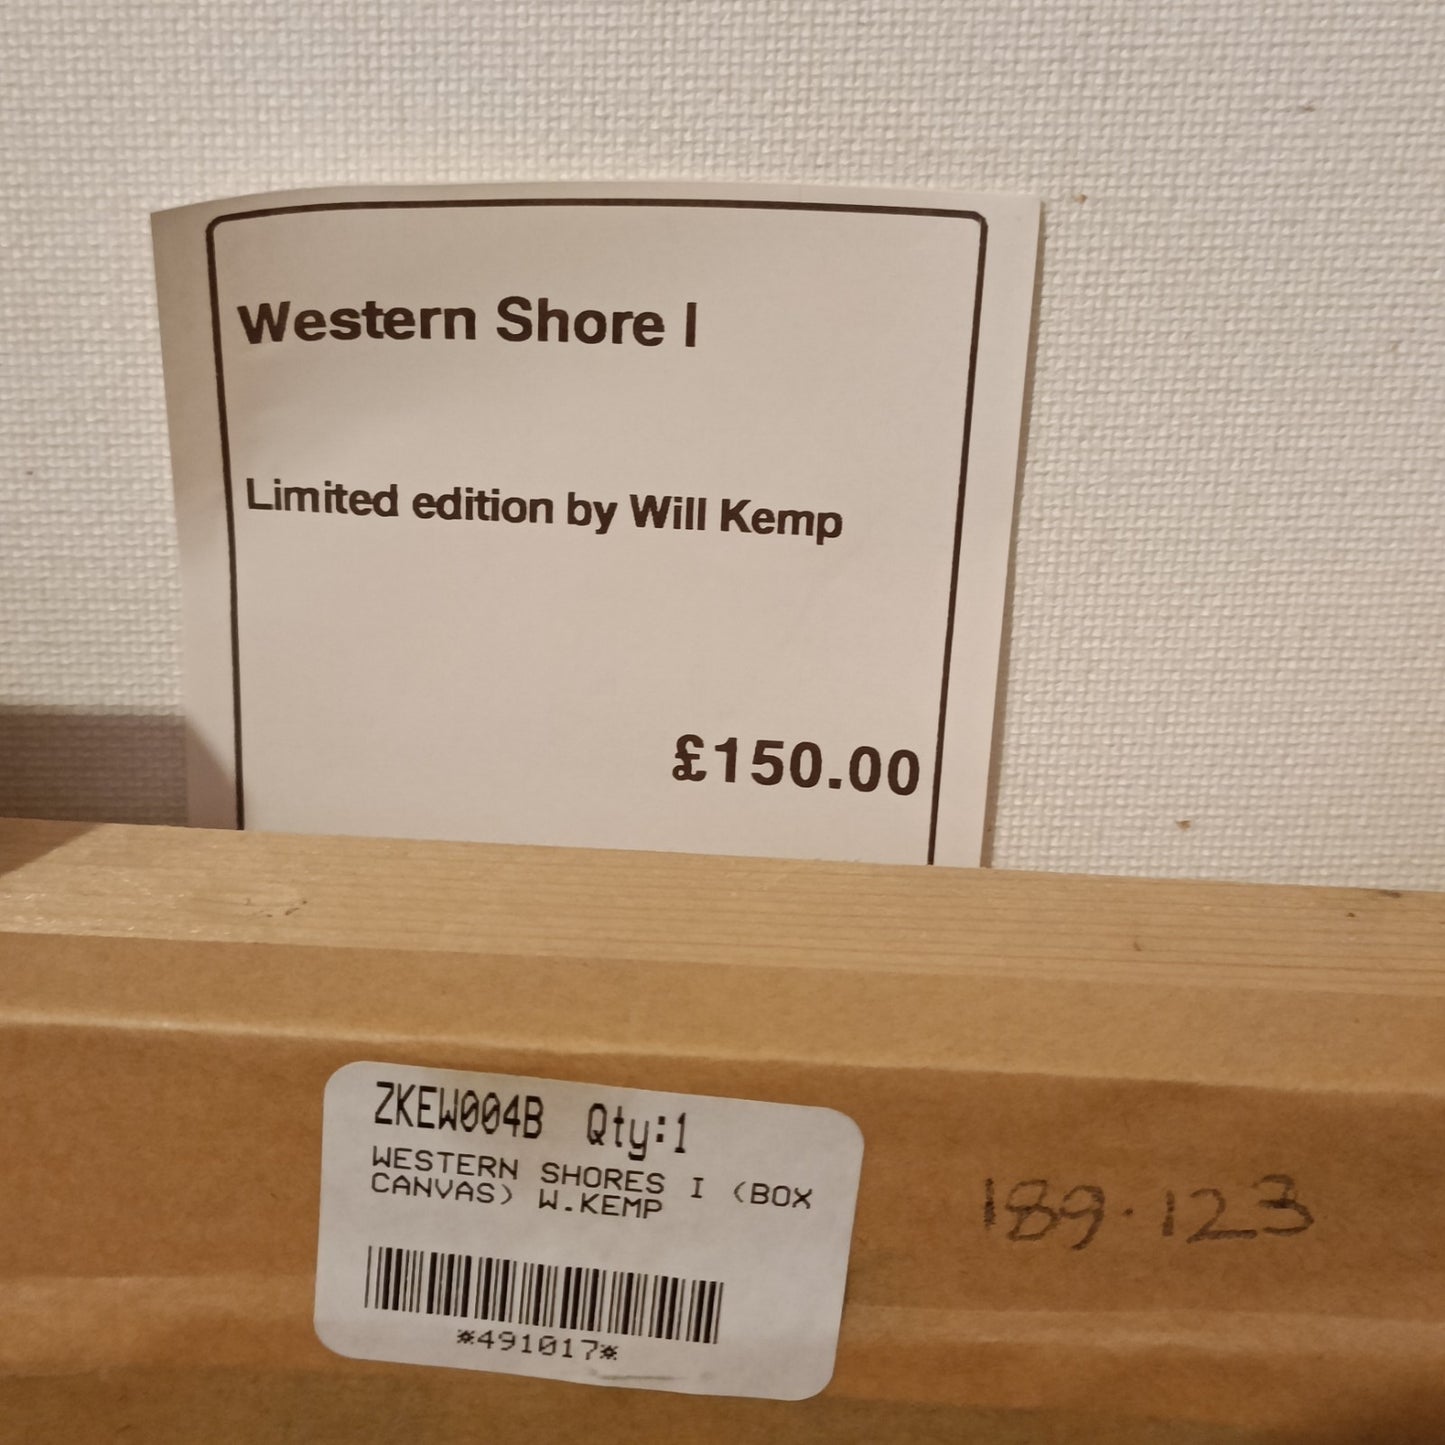 Western Shore I
Limited edition by Will Kemp
£150.00
ZKEW004B Qty:1
WESTERN SHORES I (BOX
CANVAS) W.KEMP
*491017*
189.123